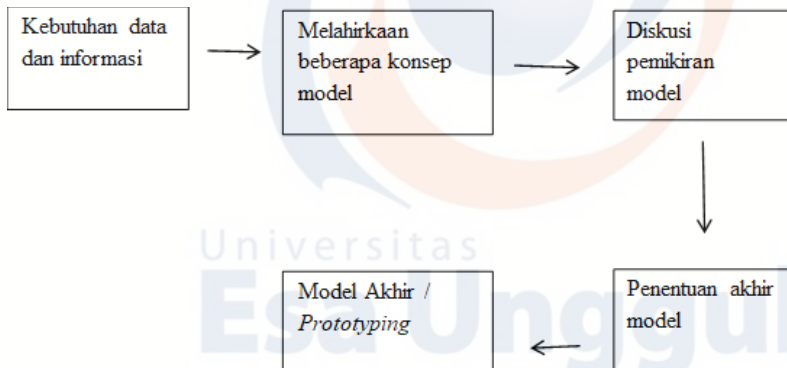 Kebutuhan data
dan informasi
Melahirkaan
beberapa konsep
model
Diskusi
pemikiran
model
Universitas
Esa Unggul
Model Akhir /
Prototyping
Penentuan akhir
model